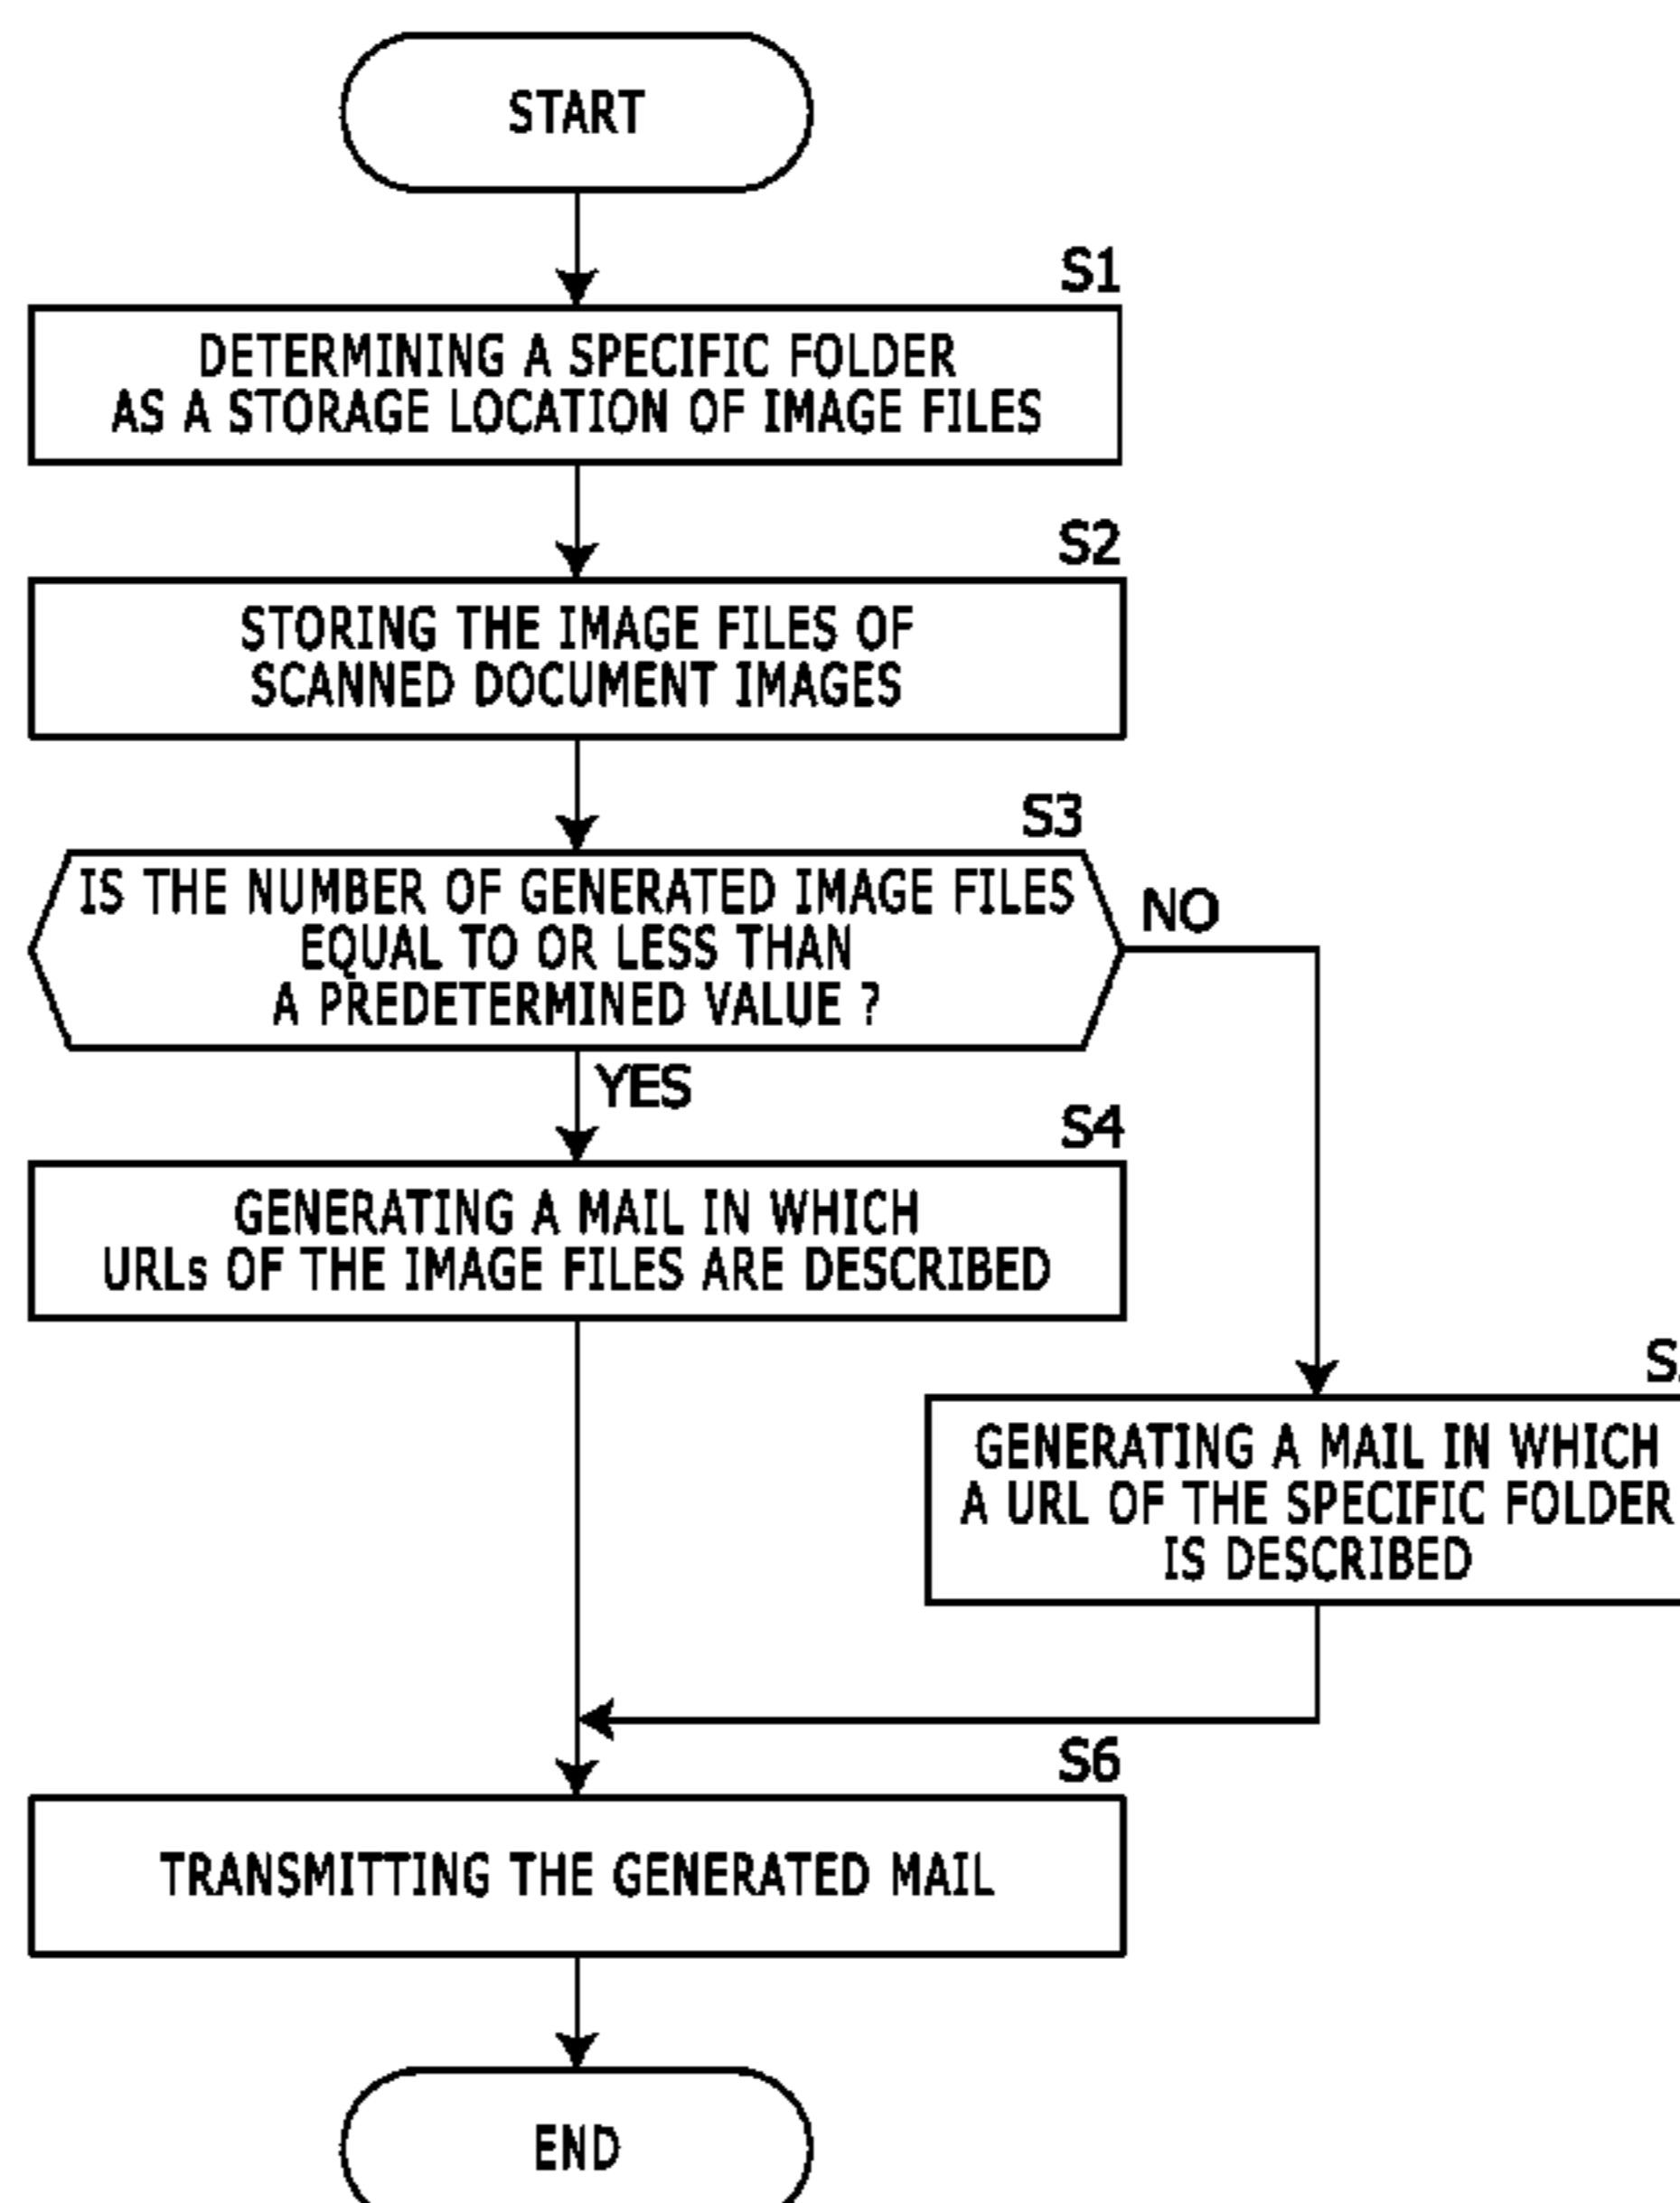 START
S1
DETERMINING A SPECIFIC FOLDER
AS A STORAGE LOCATION OF IMAGE FILES
S2
STORING THE IMAGE FILES OF
SCANNED DOCUMENT IMAGES
S3
IS THE NUMBER OF GENERATED IMAGE FILES
EQUAL TO OR LESS THAN
A PREDETERMINED VALUE ?
NO
YES
S4
GENERATING A MAIL IN WHICH
URLs OF THE IMAGE FILES ARE DESCRIBED
GENERATING A MAIL IN WHICH
A URL OF THE SPECIFIC FOLDER
IS DESCRIBED
S6
TRANSMITTING THE GENERATED MAIL
END